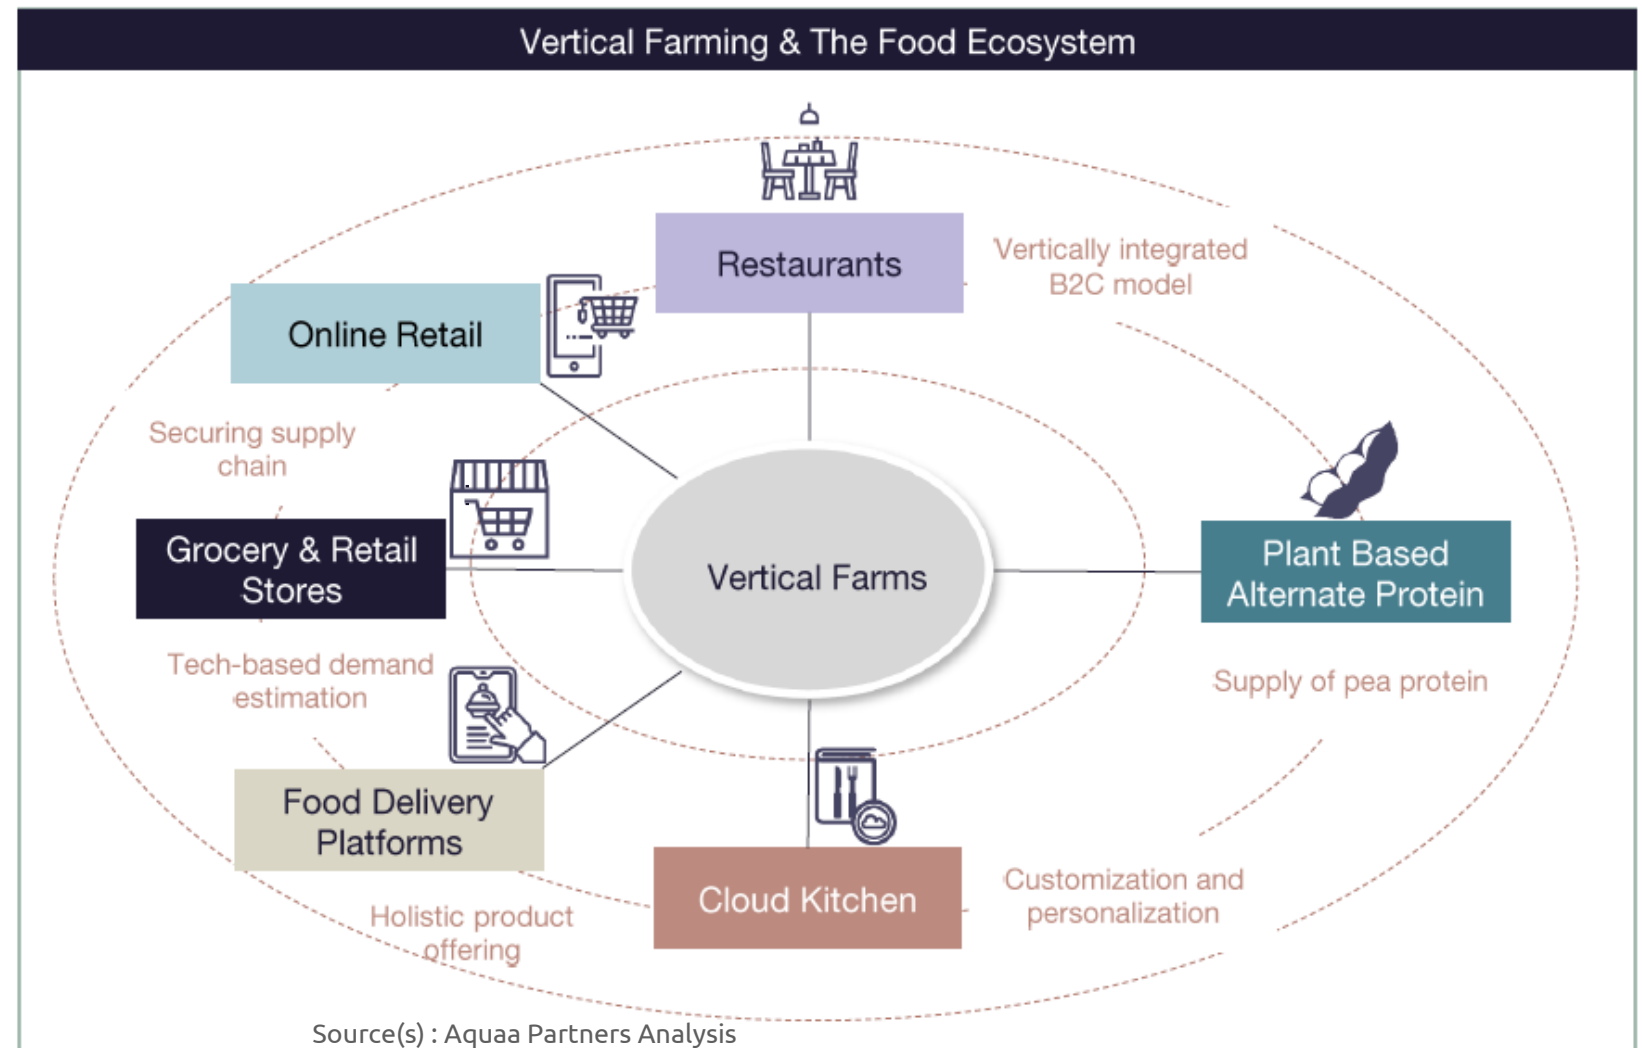 Vertical Farming & The Food Ecosystem
Restaurants
Vertically integrated
B2C model
Online Retail
Securing supply
chain
Grocery & Retail
Stores
Vertical Farms
Plant Based
Alternate Protein
Tech-based demand
estimation
Supply of pea protein
Food Delivery
Platforms
Cloud Kitchen
Customization and
personalization
Holistic product
offering
Source(s) : Aquaa Partners Analysis